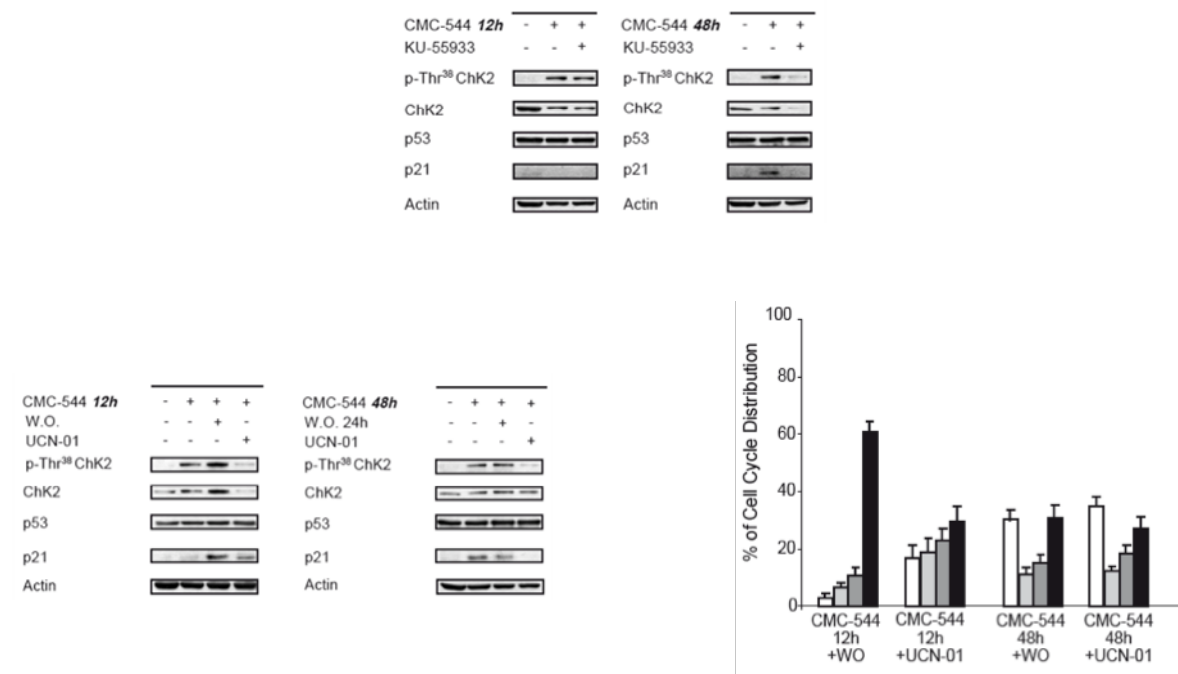 CMC-544 12h - + +
KU-55933 - - +
p-Thr³⁸ ChK2
ChK2
p53
p21
Actin
CMC-544 48h - + +
KU-55933 - - +
p-Thr³⁸ ChK2
ChK2
p53
p21
Actin
CMC-544 12h - + + +
W.O. - - + -
UCN-01 - - - +
p-Thr³⁸ ChK2
ChK2
p53
p21
Actin
CMC-544 48h - + + +
W.O. 24h - - + -
UCN-01 - - - +
p-Thr³⁸ ChK2
ChK2
p53
p21
Actin
% of Cell Cycle Distribution
100
80
60
40
20
0
CMC-544
12h
+WO
CMC-544
12h
+UCN-01
CMC-544
48h
+WO
CMC-544
48h
+UCN-01